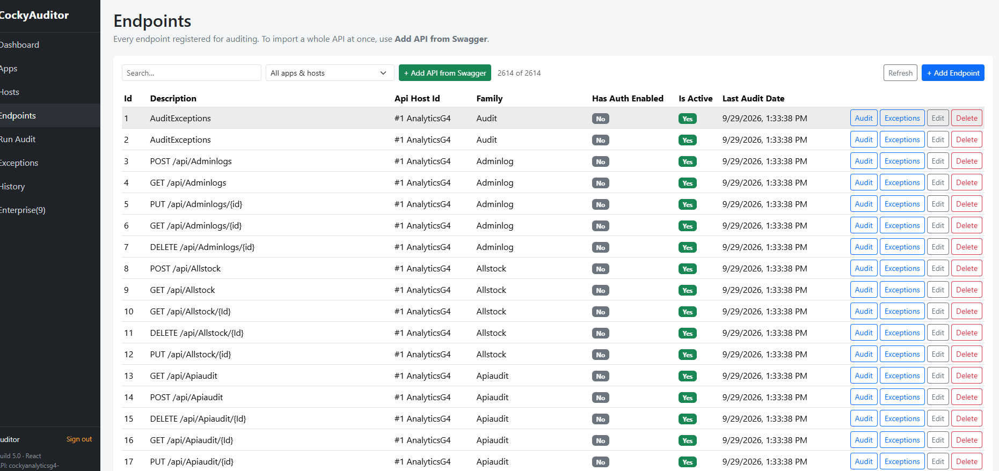 CockyAuditor
Dashboard
Apps
Hosts
Endpoints
Run Audit
Exceptions
History
Enterprise(9)
uditor Sign out
uild 5.0 · React
PI: cockyanalyticsg4-
Endpoints
Every endpoint registered for auditing. To import a whole API at once, use Add API from Swagger.
Search... All apps & hosts + Add API from Swagger 2614 of 2614 Refresh + Add Endpoint
Id Description Api Host Id Family Has Auth Enabled Is Active Last Audit Date
1 AuditExceptions #1 AnalyticsG4 Audit No Yes 9/29/2026, 1:33:38 PM Audit Exceptions Edit Delete
2 AuditExceptions #1 AnalyticsG4 Audit No Yes 9/29/2026, 1:33:38 PM Audit Exceptions Edit Delete
3 POST /api/Adminlogs #1 AnalyticsG4 Adminlog No Yes 9/29/2026, 1:33:38 PM Audit Exceptions Edit Delete
4 GET /api/Adminlogs #1 AnalyticsG4 Adminlog No Yes 9/29/2026, 1:33:38 PM Audit Exceptions Edit Delete
5 PUT /api/Adminlogs/{id} #1 AnalyticsG4 Adminlog No Yes 9/29/2026, 1:33:38 PM Audit Exceptions Edit Delete
6 GET /api/Adminlogs/{id} #1 AnalyticsG4 Adminlog No Yes 9/29/2026, 1:33:38 PM Audit Exceptions Edit Delete
7 DELETE /api/Adminlogs/{id} #1 AnalyticsG4 Adminlog No Yes 9/29/2026, 1:33:38 PM Audit Exceptions Edit Delete
8 POST /api/Allstock #1 AnalyticsG4 Allstock No Yes 9/29/2026, 1:33:38 PM Audit Exceptions Edit Delete
9 GET /api/Allstock #1 AnalyticsG4 Allstock No Yes 9/29/2026, 1:33:38 PM Audit Exceptions Edit Delete
10 GET /api/Allstock/{Id} #1 AnalyticsG4 Allstock No Yes 9/29/2026, 1:33:38 PM Audit Exceptions Edit Delete
11 DELETE /api/Allstock/{Id} #1 AnalyticsG4 Allstock No Yes 9/29/2026, 1:33:38 PM Audit Exceptions Edit Delete
12 PUT /api/Allstock/{id} #1 AnalyticsG4 Allstock No Yes 9/29/2026, 1:33:38 PM Audit Exceptions Edit Delete
13 GET /api/Apiaudit #1 AnalyticsG4 Apiaudit No Yes 9/29/2026, 1:33:38 PM Audit Exceptions Edit Delete
14 POST /api/Apiaudit #1 AnalyticsG4 Apiaudit No Yes 9/29/2026, 1:33:38 PM Audit Exceptions Edit Delete
15 DELETE /api/Apiaudit/{Id} #1 AnalyticsG4 Apiaudit No Yes 9/29/2026, 1:33:38 PM Audit Exceptions Edit Delete
16 GET /api/Apiaudit/{Id} #1 AnalyticsG4 Apiaudit No Yes 9/29/2026, 1:33:38 PM Audit Exceptions Edit Delete
17 PUT /api/Apiaudit/{id} #1 AnalyticsG4 Apiaudit No Yes 9/29/2026, 1:33:38 PM Audit Exceptions Edit Delete